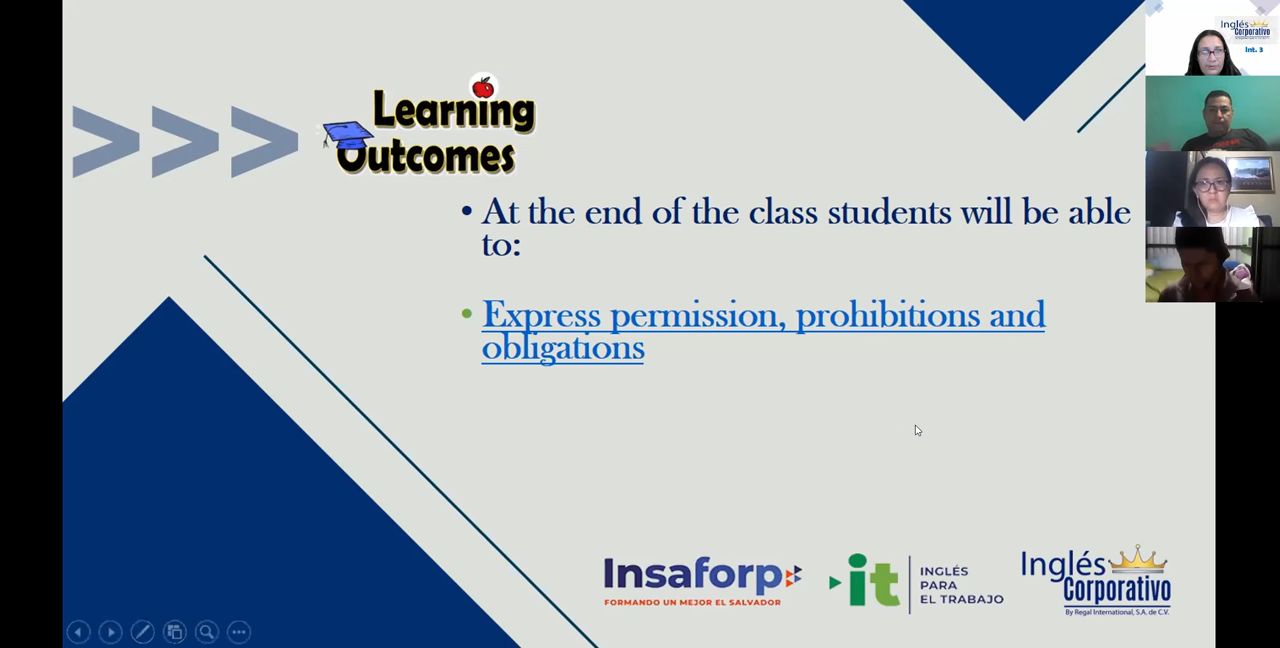 Learning
Outcomes
• At the end of the class students will be able
to:
• Express permission, prohibitions and
obligations
Insaforp
FORMANDO UN MEJOR EL SALVADOR
it
INGLÉS
PARA
EL TRABAJO
Inglés
Corporativo
By Regal International, S.A. de C.V.
Inglés
Corporativo
Int. 3